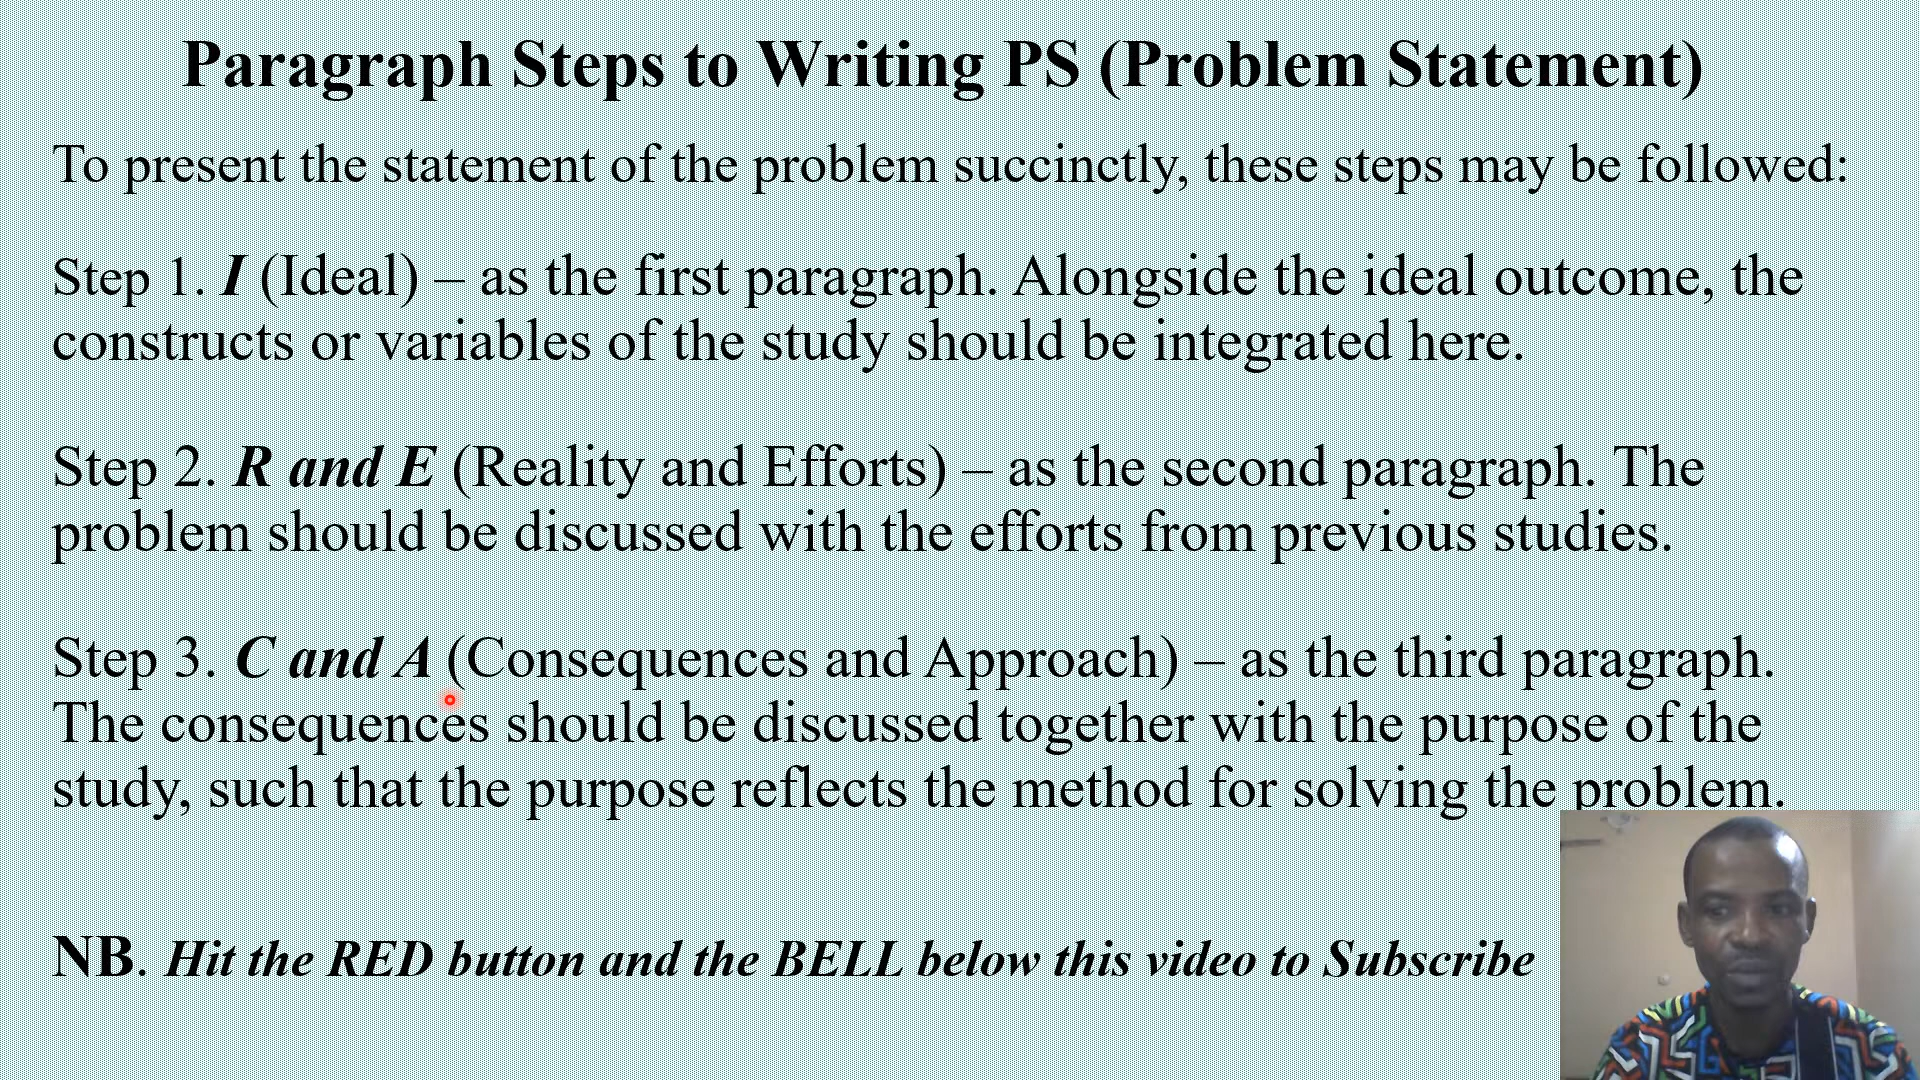 Paragraph Steps to Writing PS (Problem Statement)
To present the statement of the problem succinctly, these steps may be followed:
Step 1. I (Ideal) – as the first paragraph. Alongside the ideal outcome, the
constructs or variables of the study should be integrated here.
Step 2. R and E (Reality and Efforts) – as the second paragraph. The
problem should be discussed with the efforts from previous studies.
Step 3. C and A (Consequences and Approach) – as the third paragraph.
The consequences should be discussed together with the purpose of the
study, such that the purpose reflects the method for solving the problem.
NB. Hit the RED button and the BELL below this video to Subscribe